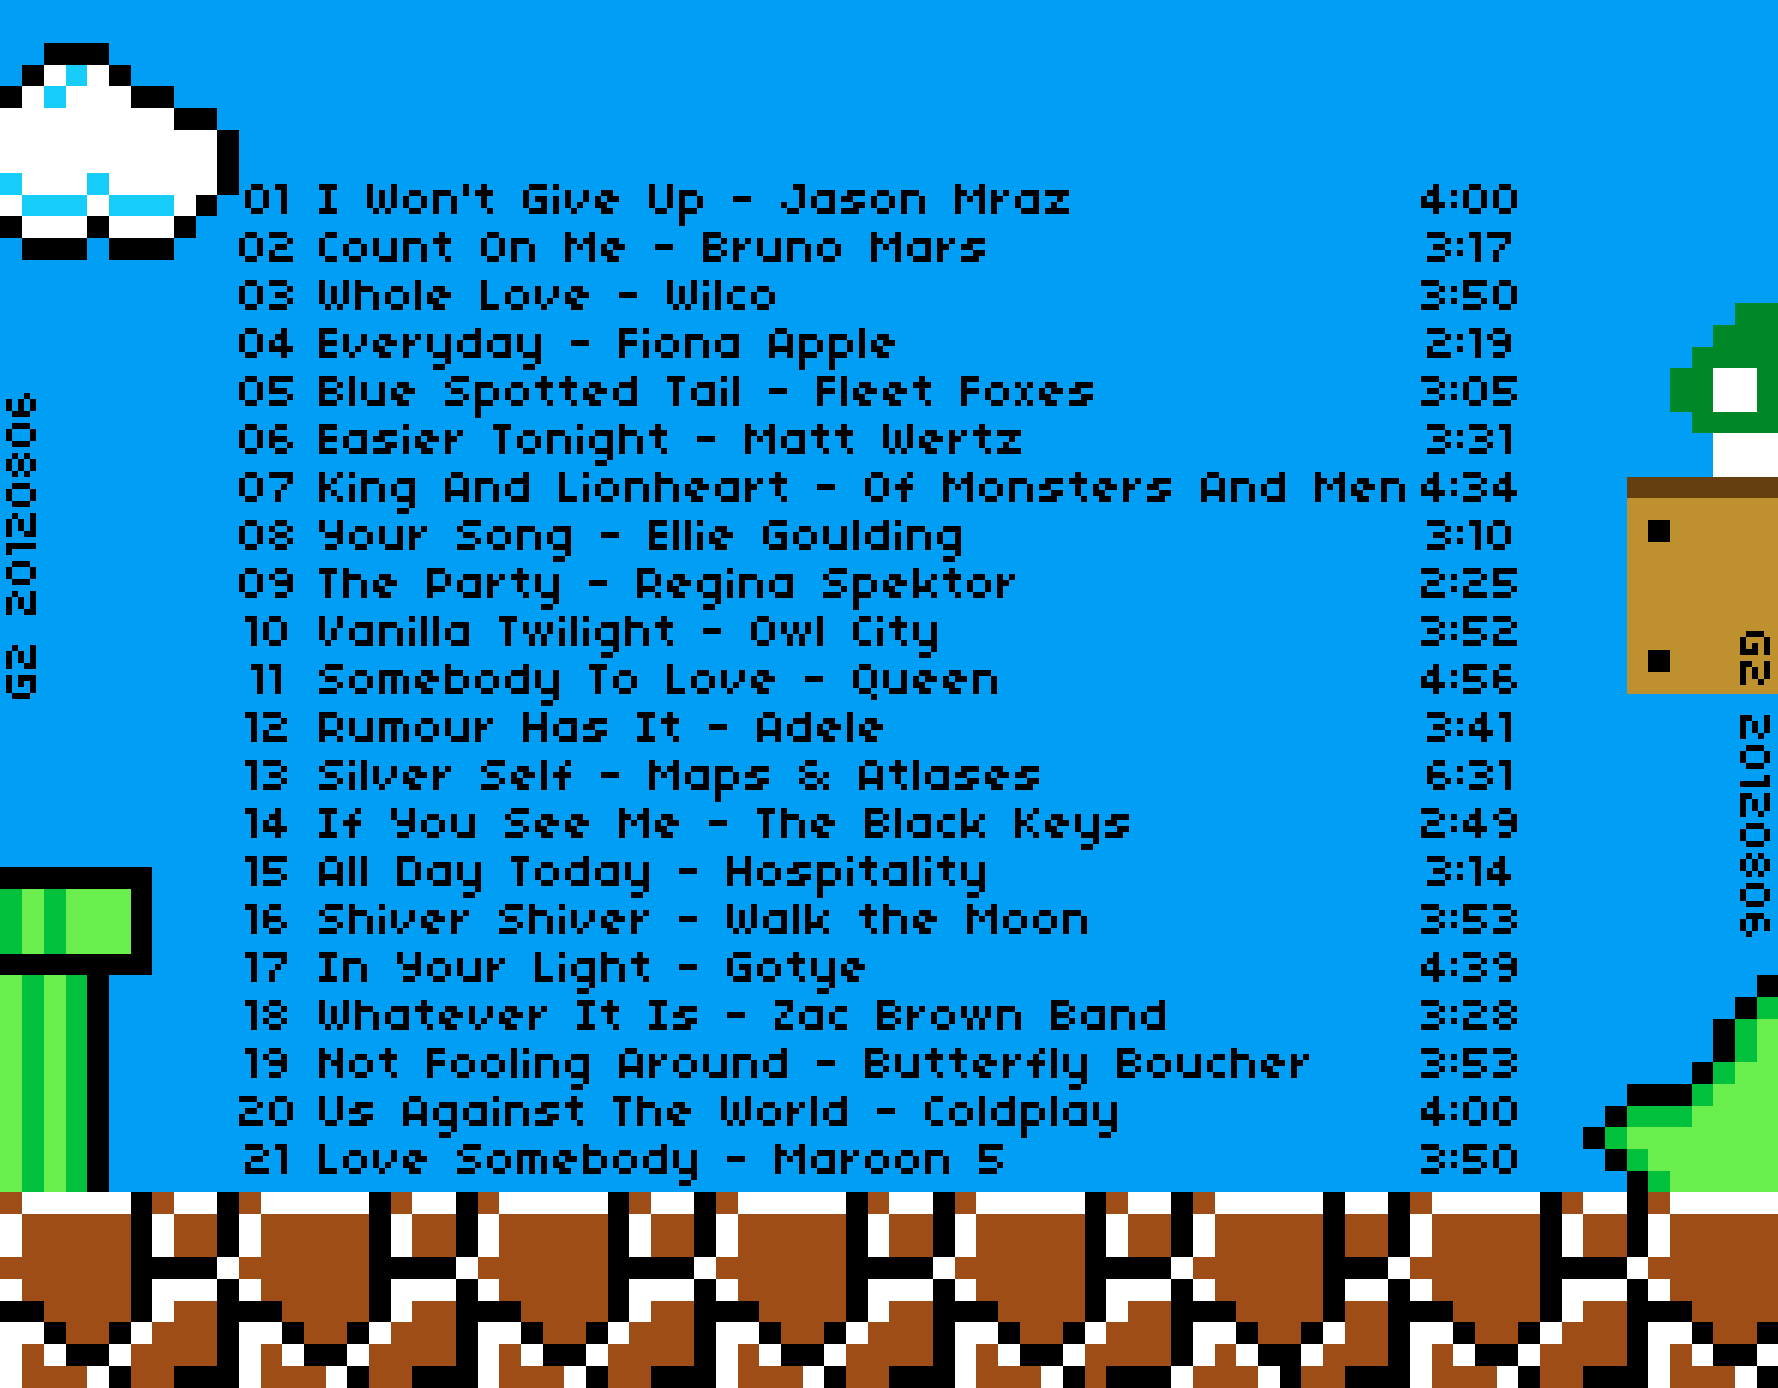 01 I Won't Give Up - Jason Mraz 4:00
02 Count On Me - Bruno Mars 3:17
03 Whole Love - Wilco 3:50
04 Everyday - Fiona Apple 2:19
05 Blue Spotted Tail - Fleet Foxes 3:05
06 Easier Tonight - Matt Wertz 3:31
07 King And Lionheart - Of Monsters And Men 4:34
08 Your Song - Ellie Goulding 3:10
09 The Party - Regina Spektor 2:25
10 Vanilla Twilight - Owl City 3:52
11 Somebody To Love - Queen 4:56
12 Rumour Has It - Adele 3:41
13 Silver Self - Maps & Atlases 6:31
14 If You See Me - The Black Keys 2:49
15 All Day Today - Hospitality 3:14
16 Shiver Shiver - Walk the Moon 3:53
17 In Your Light - Gotye 4:39
18 Whatever It Is - Zac Brown Band 3:28
19 Not Fooling Around - Butterfly Boucher 3:53
20 Us Against The World - Coldplay 4:00
21 Love Somebody - Maroon 5 3:50
G2 20120806
G2 20120806